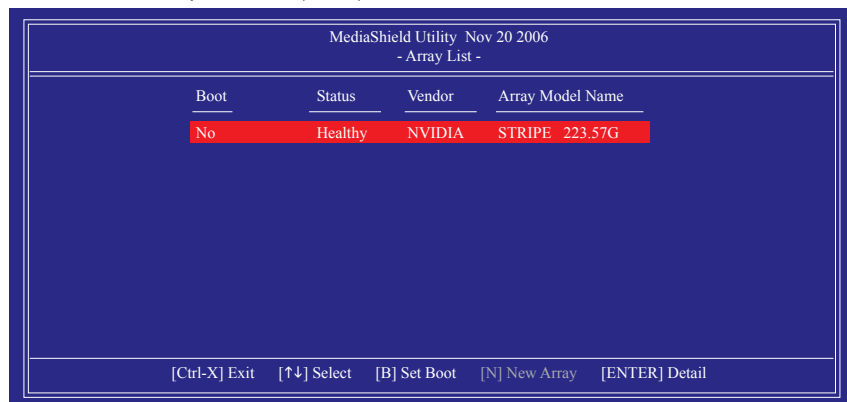 MediaShield Utility Nov 20 2006
- Array List -
Boot Status Vendor Array Model Name
No Healthy NVIDIA STRIPE 223.57G
[Ctrl-X] Exit [↑↓] Select [B] Set Boot [N] New Array [ENTER] Detail